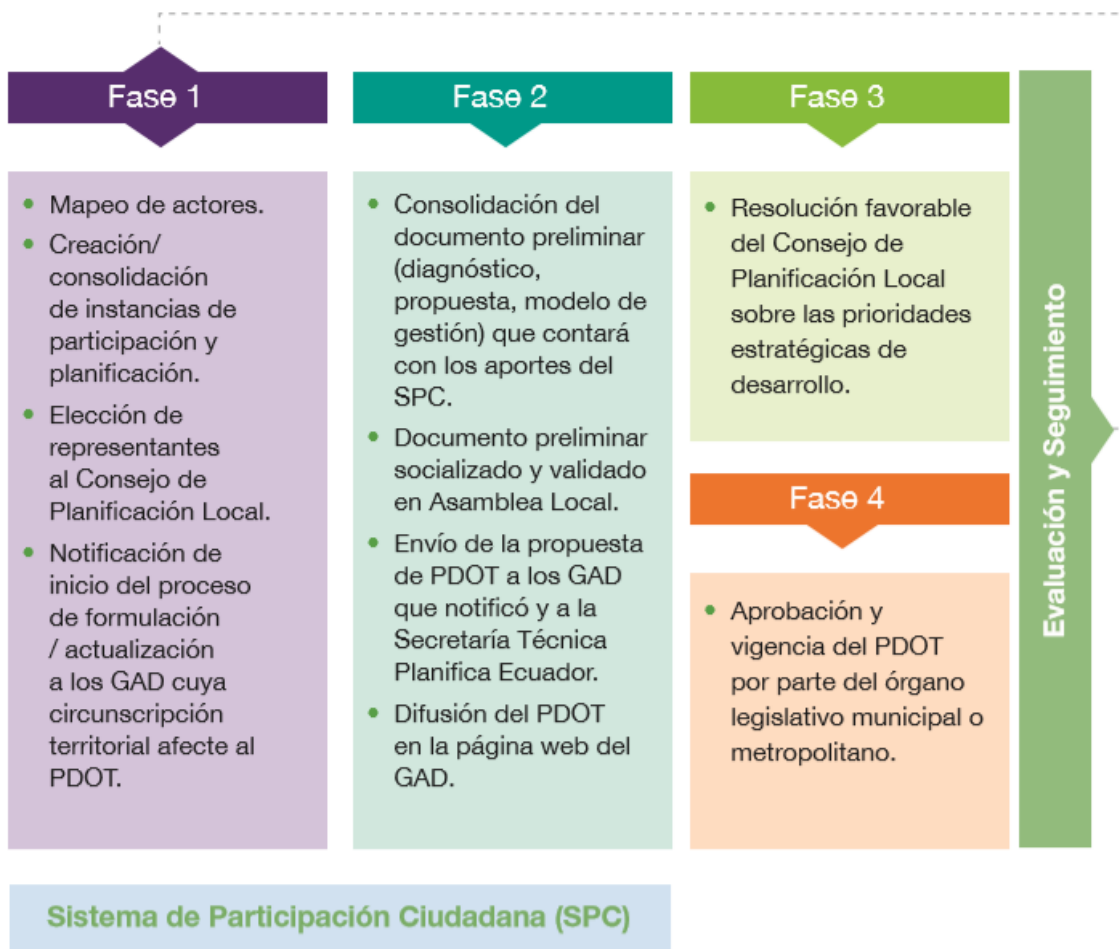 Fase 1
• Mapeo de actores.
• Creación/
consolidación
de instancias de
participación y
planificación.
• Elección de
representantes
al Consejo de
Planificación Local.
• Notificación de
inicio del proceso
de formulación
/ actualización
a los GAD cuya
circunscripción
territorial afecte al
PDOT.
Fase 2
• Consolidación del
documento preliminar
(diagnóstico,
propuesta, modelo de
gestión) que contará
con los aportes del
SPC.
• Documento preliminar
socializado y validado
en Asamblea Local.
• Envío de la propuesta
de PDOT a los GAD
que notificó y a la
Secretaría Técnica
Planifica Ecuador.
• Difusión del PDOT
en la página web del
GAD.
Fase 3
• Resolución favorable
del Consejo de
Planificación Local
sobre las prioridades
estratégicas de
desarrollo.
Fase 4
• Aprobación y
vigencia del PDOT
por parte del órgano
legislativo municipal o
metropolitano.
Evaluación y Seguimiento
Sistema de Participación Ciudadana (SPC)